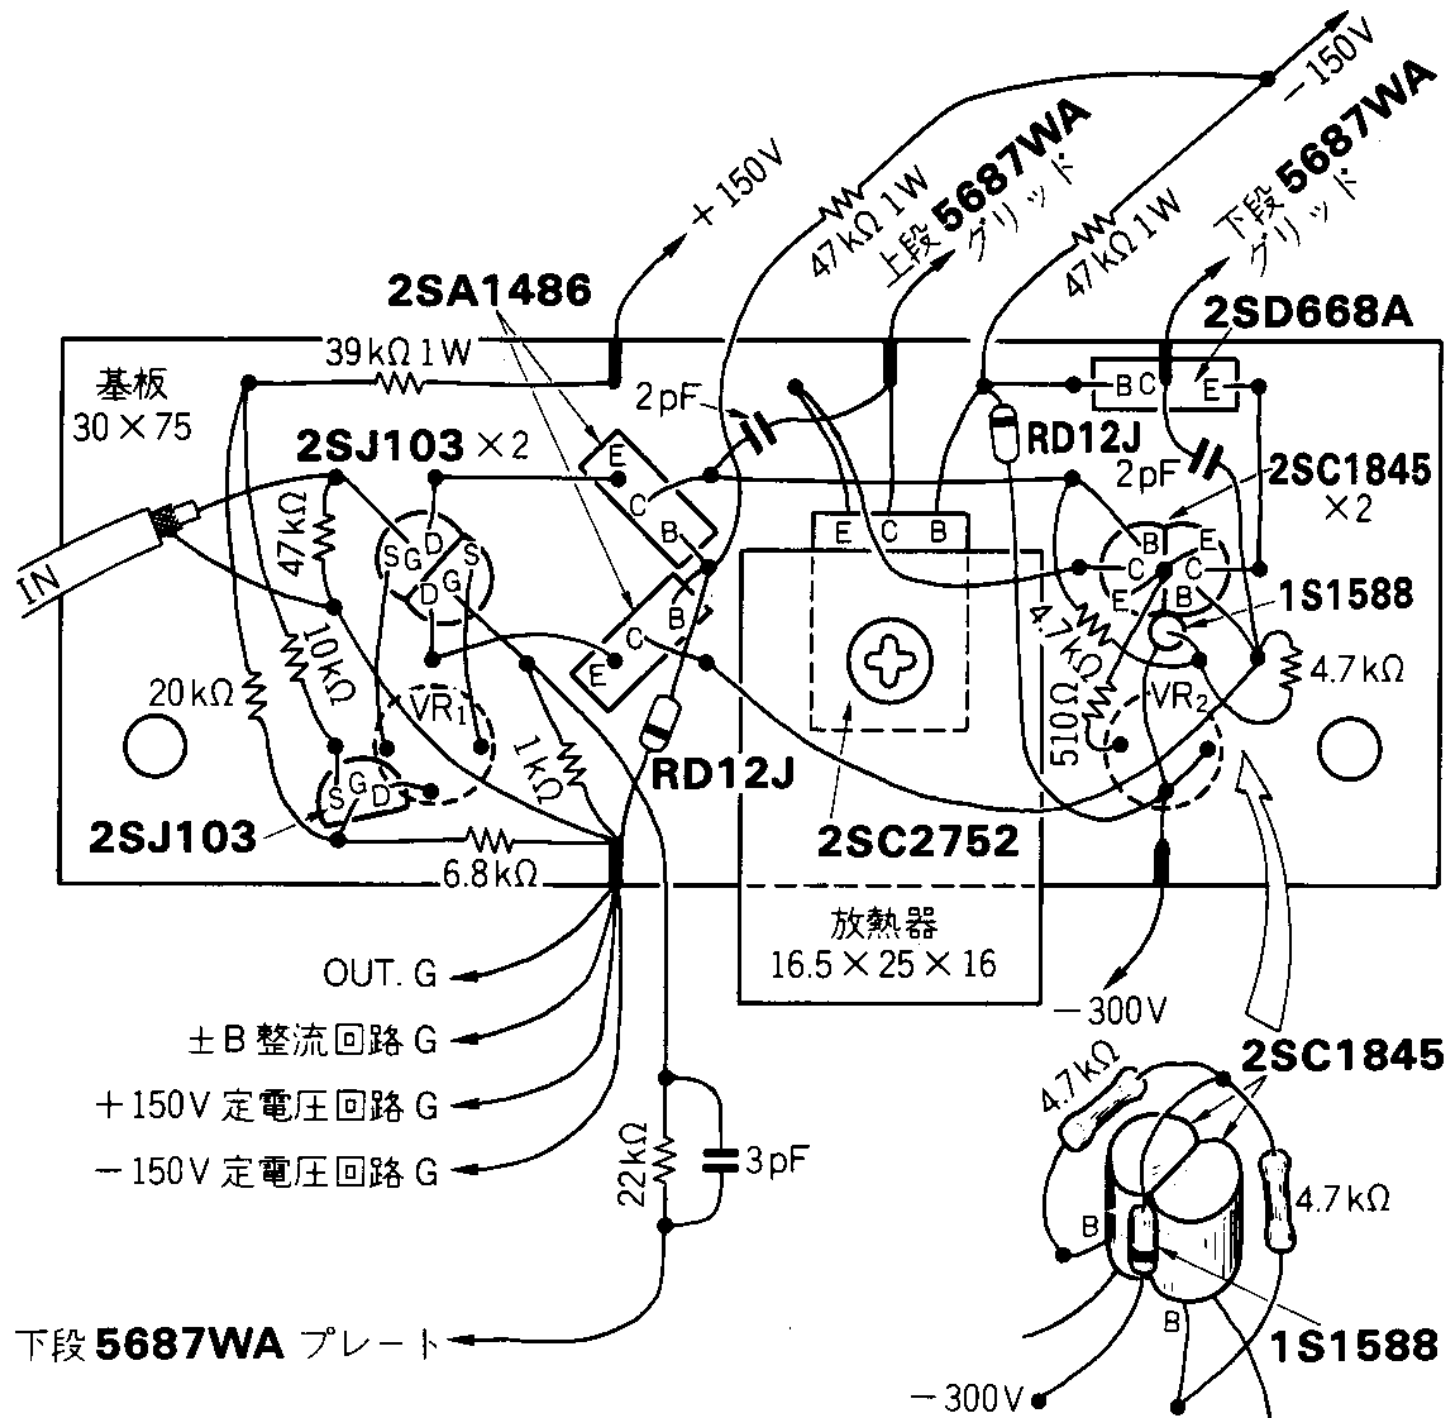 −150V
+150V
47kΩ 1W
上段 5687WA
グリッド
47kΩ 1W
下段 5687WA
グリッド
2SA1486
2SD668A
39kΩ 1W
基板
30×75
2pF
B C E
RD12J
2SJ103 ×2
E
C
B
2pF
2SC1845
×2
47kΩ
S G D
D G S
E C B
B E
C C
E B
IN
1S1588
B
C
E
10kΩ
20kΩ
4.7kΩ
4.7kΩ
VR1
VR2
510Ω
1kΩ
RD12J
S G D
2SJ103
2SC2752
6.8kΩ
放熱器
16.5×25×16
OUT. G
−300V
±B 整流回路 G
2SC1845
4.7kΩ
+150V 定電圧回路 G
−150V 定電圧回路 G
22kΩ
3pF
4.7kΩ
B
B
下段 5687WA プレート
1S1588
−300V